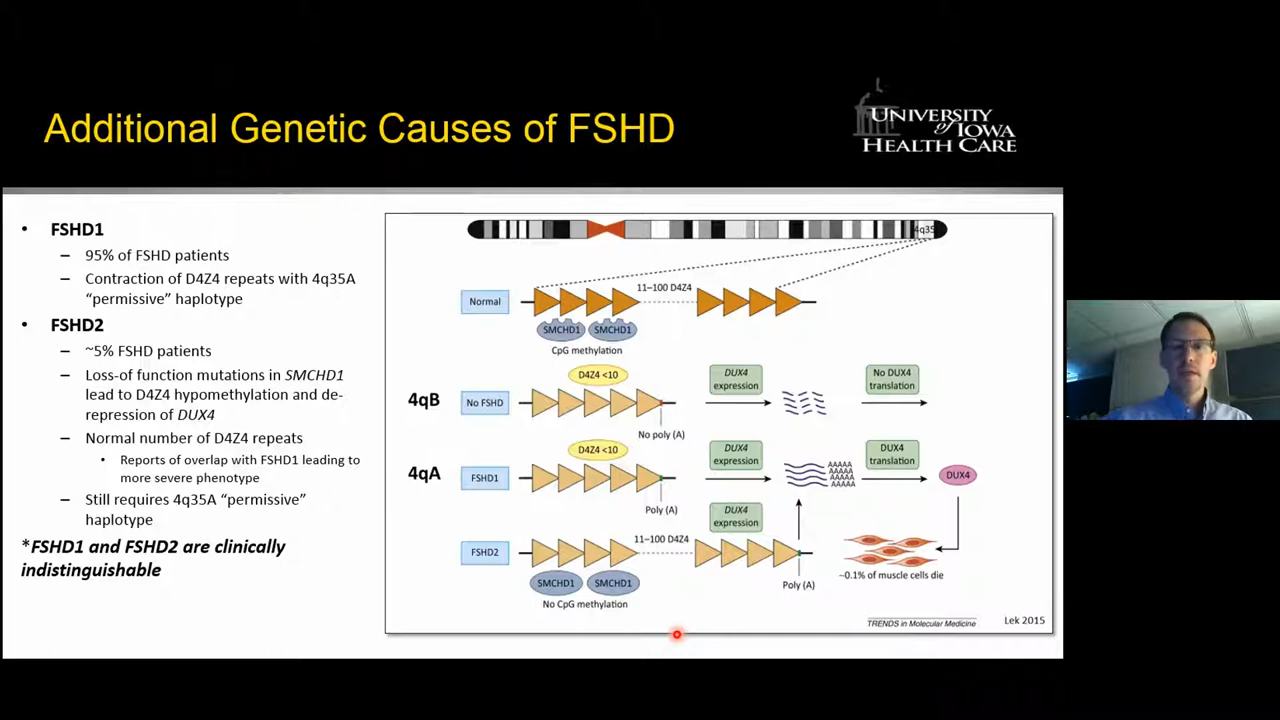 Additional Genetic Causes of FSHD
UNIVERSITY
of IOWA
HEALTH CARE
• FSHD1
– 95% of FSHD patients
– Contraction of D4Z4 repeats with 4q35A
“permissive” haplotype
• FSHD2
– ~5% FSHD patients
– Loss-of function mutations in SMCHD1
lead to D4Z4 hypomethylation and de-
repression of DUX4
– Normal number of D4Z4 repeats
• Reports of overlap with FSHD1 leading to
more severe phenotype
– Still requires 4q35A “permissive”
haplotype
*FSHD1 and FSHD2 are clinically
indistinguishable
4q35
11–100 D4Z4
Normal
SMCHD1 SMCHD1
CpG methylation
D4Z4 <10
DUX4
expression
No DUX4
translation
4qB
No FSHD
No poly (A)
D4Z4 <10
DUX4
expression
DUX4
translation
4qA
FSHD1
AAAAA
AAAAA
AAAAA
AAAAA
DUX4
Poly (A)
DUX4
expression
11–100 D4Z4
FSHD2
SMCHD1 SMCHD1
No CpG methylation
Poly (A)
~0.1% of muscle cells die
TRENDS in Molecular Medicine
Lek 2015